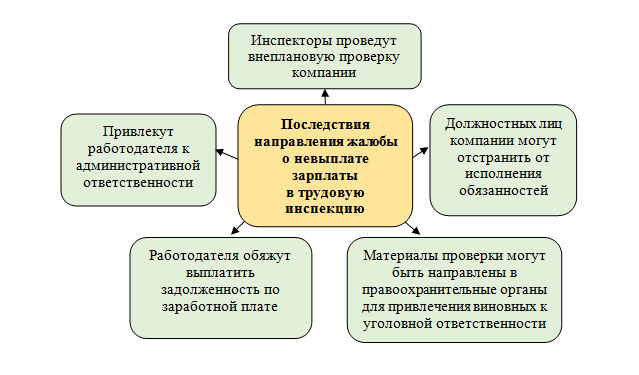 Инспекторы проведут
внеплановую проверку
компании
Привлекут
работодателя к
административной
ответственности
Последствия
направления жалобы
о невыплате
зарплаты
в трудовую
инспекцию
Должностных лиц
компании могут
отстранить от
исполнения
обязанностей
Работодателя обяжут
выплатить
задолженность по
заработной плате
Материалы проверки могут
быть направлены в
правоохранительные органы
для привлечения виновных к
уголовной ответственности